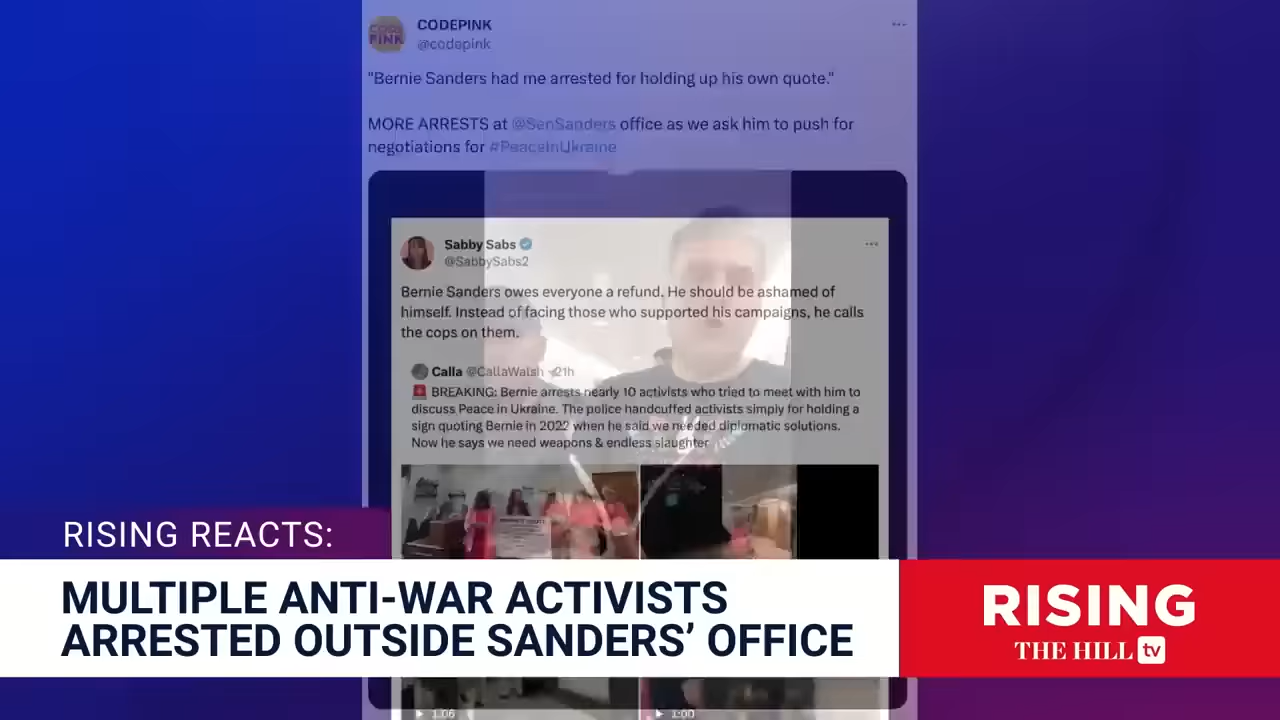 CODE
PINK
CODEPINK
@codepink
"Bernie Sanders had me arrested for holding up his own quote."
MORE ARRESTS at @SenSanders office as we ask him to push for
negotiations for #PeaceInUkraine
Sabby Sabs
@SabbySabs2
Bernie Sanders owes everyone a refund. He should be ashamed of
himself. Instead of facing those who supported his campaigns, he calls
the cops on them.
Calla @CallaWalsh · 21h
BREAKING: Bernie arrests nearly 10 activists who tried to meet with him to
discuss Peace in Ukraine. The police handcuffed activists simply for holding a
sign quoting Bernie in 2022 when he said we needed diplomatic solutions.
Now he says we need weapons & endless slaughter
RISING REACTS:
MULTIPLE ANTI-WAR ACTIVISTS
ARRESTED OUTSIDE SANDERS' OFFICE
RISING
THE HILL tv
1:06
1:00